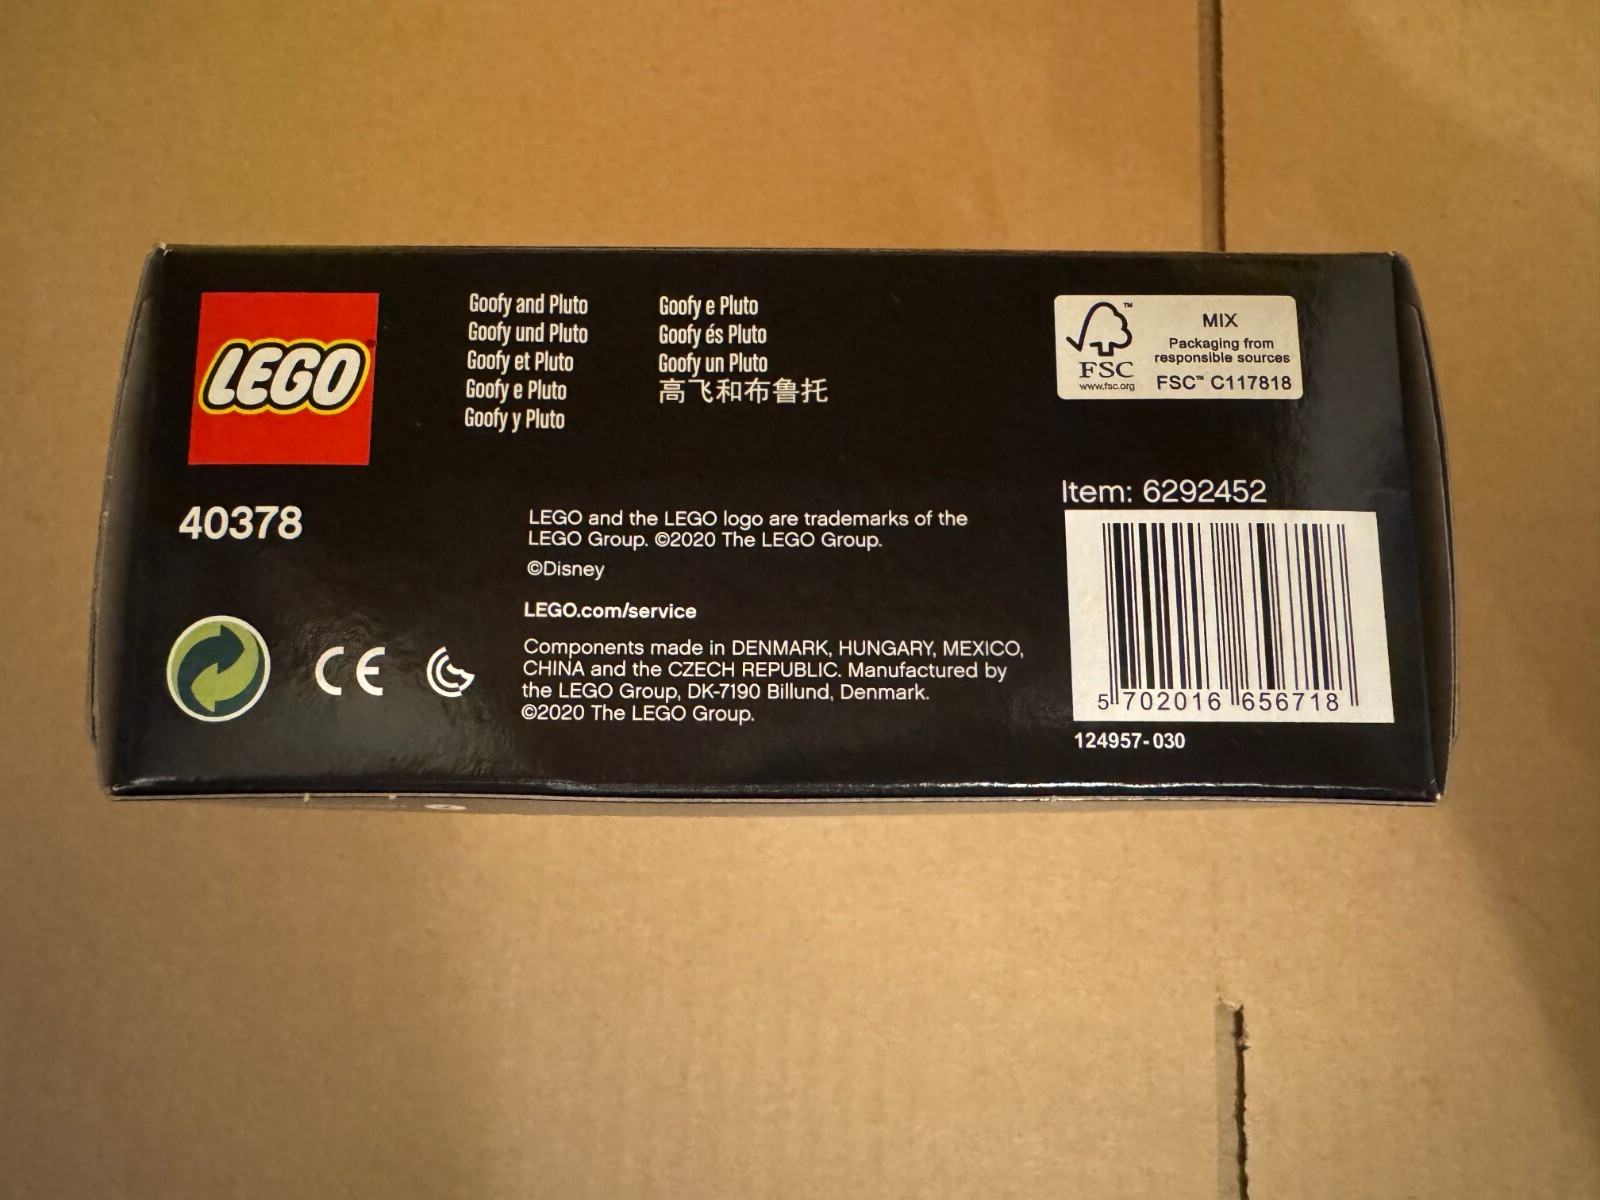 LEGO®
Goofy and Pluto
Goofy und Pluto
Goofy et Pluto
Goofy e Pluto
Goofy y Pluto
Goofy e Pluto
Goofy és Pluto
Goofy un Pluto
高飞和布鲁托
FSC™
www.fsc.org
MIX
Packaging from
responsible sources
FSC™ C117818
40378
LEGO and the LEGO logo are trademarks of the
LEGO Group. ©2020 The LEGO Group.
©Disney
LEGO.com/service
Components made in DENMARK, HUNGARY, MEXICO,
CHINA and the CZECH REPUBLIC. Manufactured by
the LEGO Group, DK-7190 Billund, Denmark.
©2020 The LEGO Group.
CE
Item: 6292452
5 702016 656718
124957-030